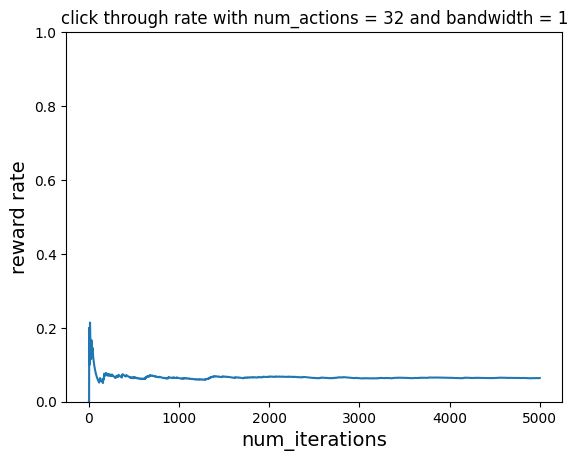 click through rate with num_actions = 32 and bandwidth = 1
1.0
0.8
0.6
0.4
0.2
0.0
reward rate
0 1000 2000 3000 4000 5000
num_iterations